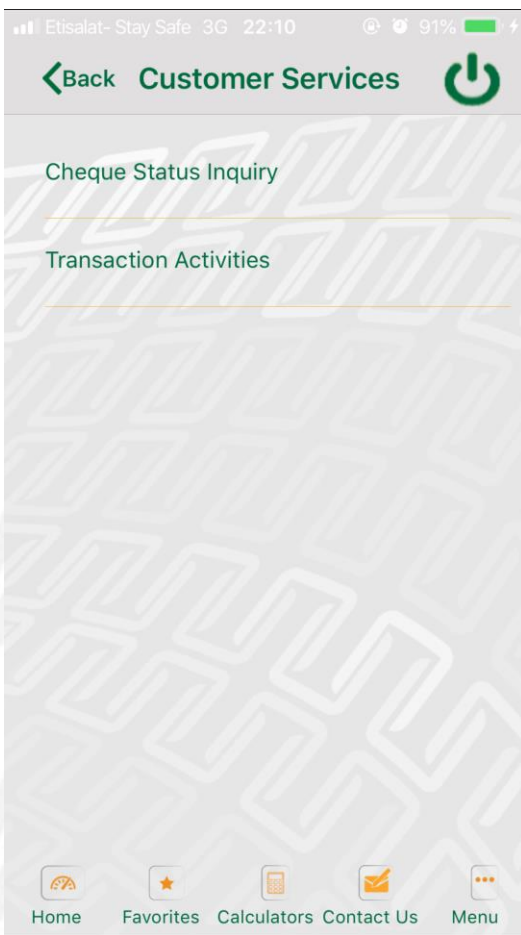 Etisalat- Stay Safe 3G 22:10 91%
Back Customer Services
Cheque Status Inquiry
Transaction Activities
Home Favorites Calculators Contact Us Menu